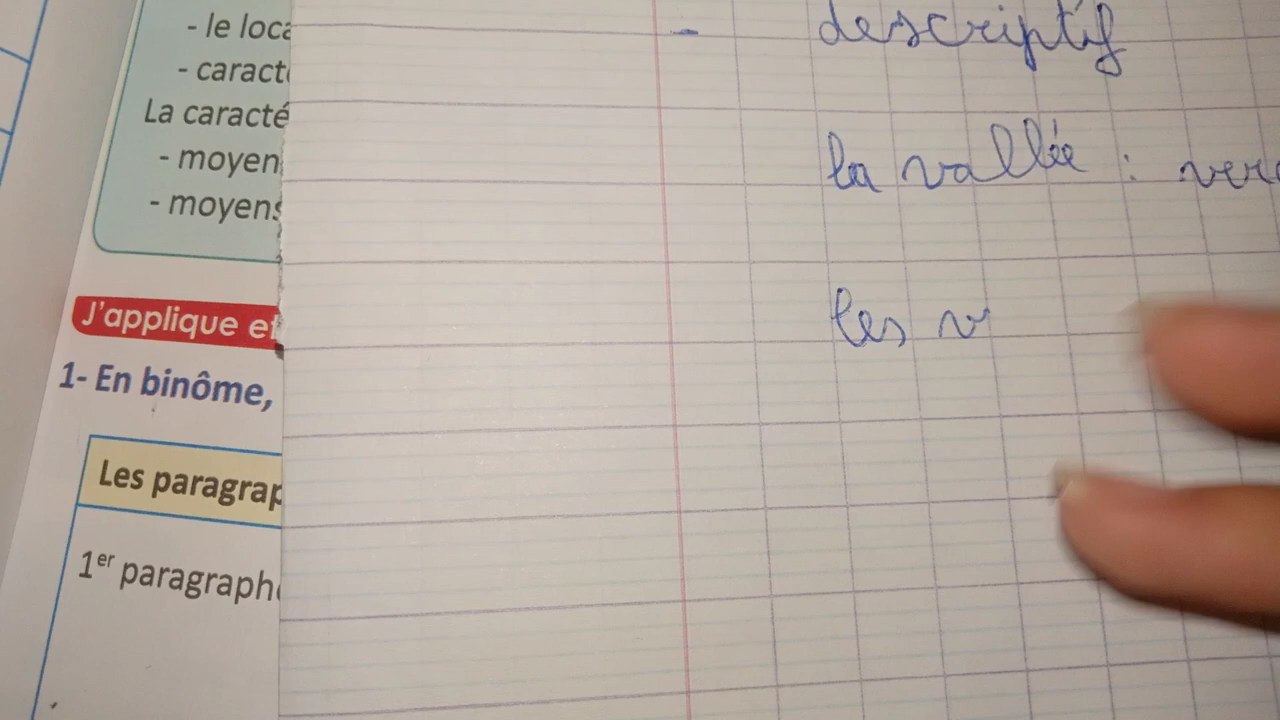 - le loca
- caracté
La caracté
- moyen
- moyens
J'applique et
1- En binôme,
Les paragrap
1er paragraph
- descriptif
la vallée :
les v